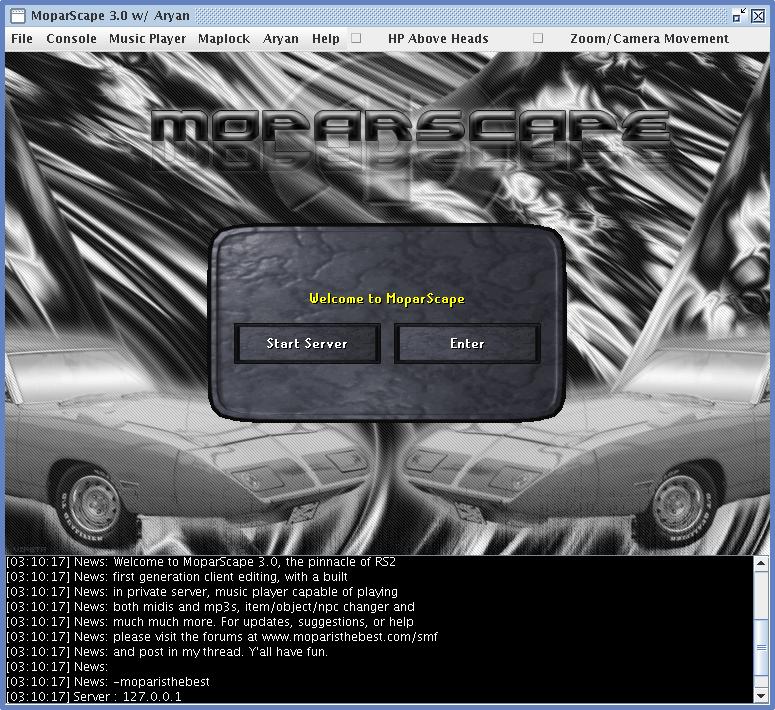 MoparScape 3.0 w/ Aryan
File Console Music Player Maplock Aryan Help HP Above Heads Zoom/Camera Movement
MOPARSCAPE
Welcome to MoparScape
Start Server Enter
[03:10:17] News: Welcome to MoparScape 3.0, the pinnacle of RS2
[03:10:17] News: first generation client editing, with a built
[03:10:17] News: in private server, music player capable of playing
[03:10:17] News: both midis and mp3s, item/object/npc changer and
[03:10:17] News: much much more. For updates, suggestions, or help
[03:10:17] News: please visit the forums at www.moparisthebest.com/smf
[03:10:17] News: and post in my thread. Y'all have fun.
[03:10:17] News:
[03:10:17] News: -moparisthebest
[03:10:17] Server : 127.0.0.1